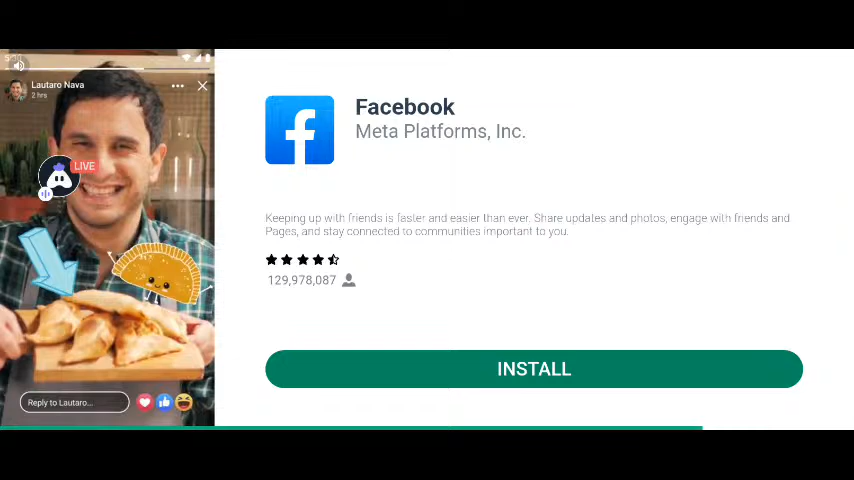 Lautaro Nava
2 hrs
LIVE
Reply to Lautaro...
Facebook
Meta Platforms, Inc.
Keeping up with friends is faster and easier than ever. Share updates and photos, engage with friends and
Pages, and stay connected to communities important to you.
129,978,087
INSTALL